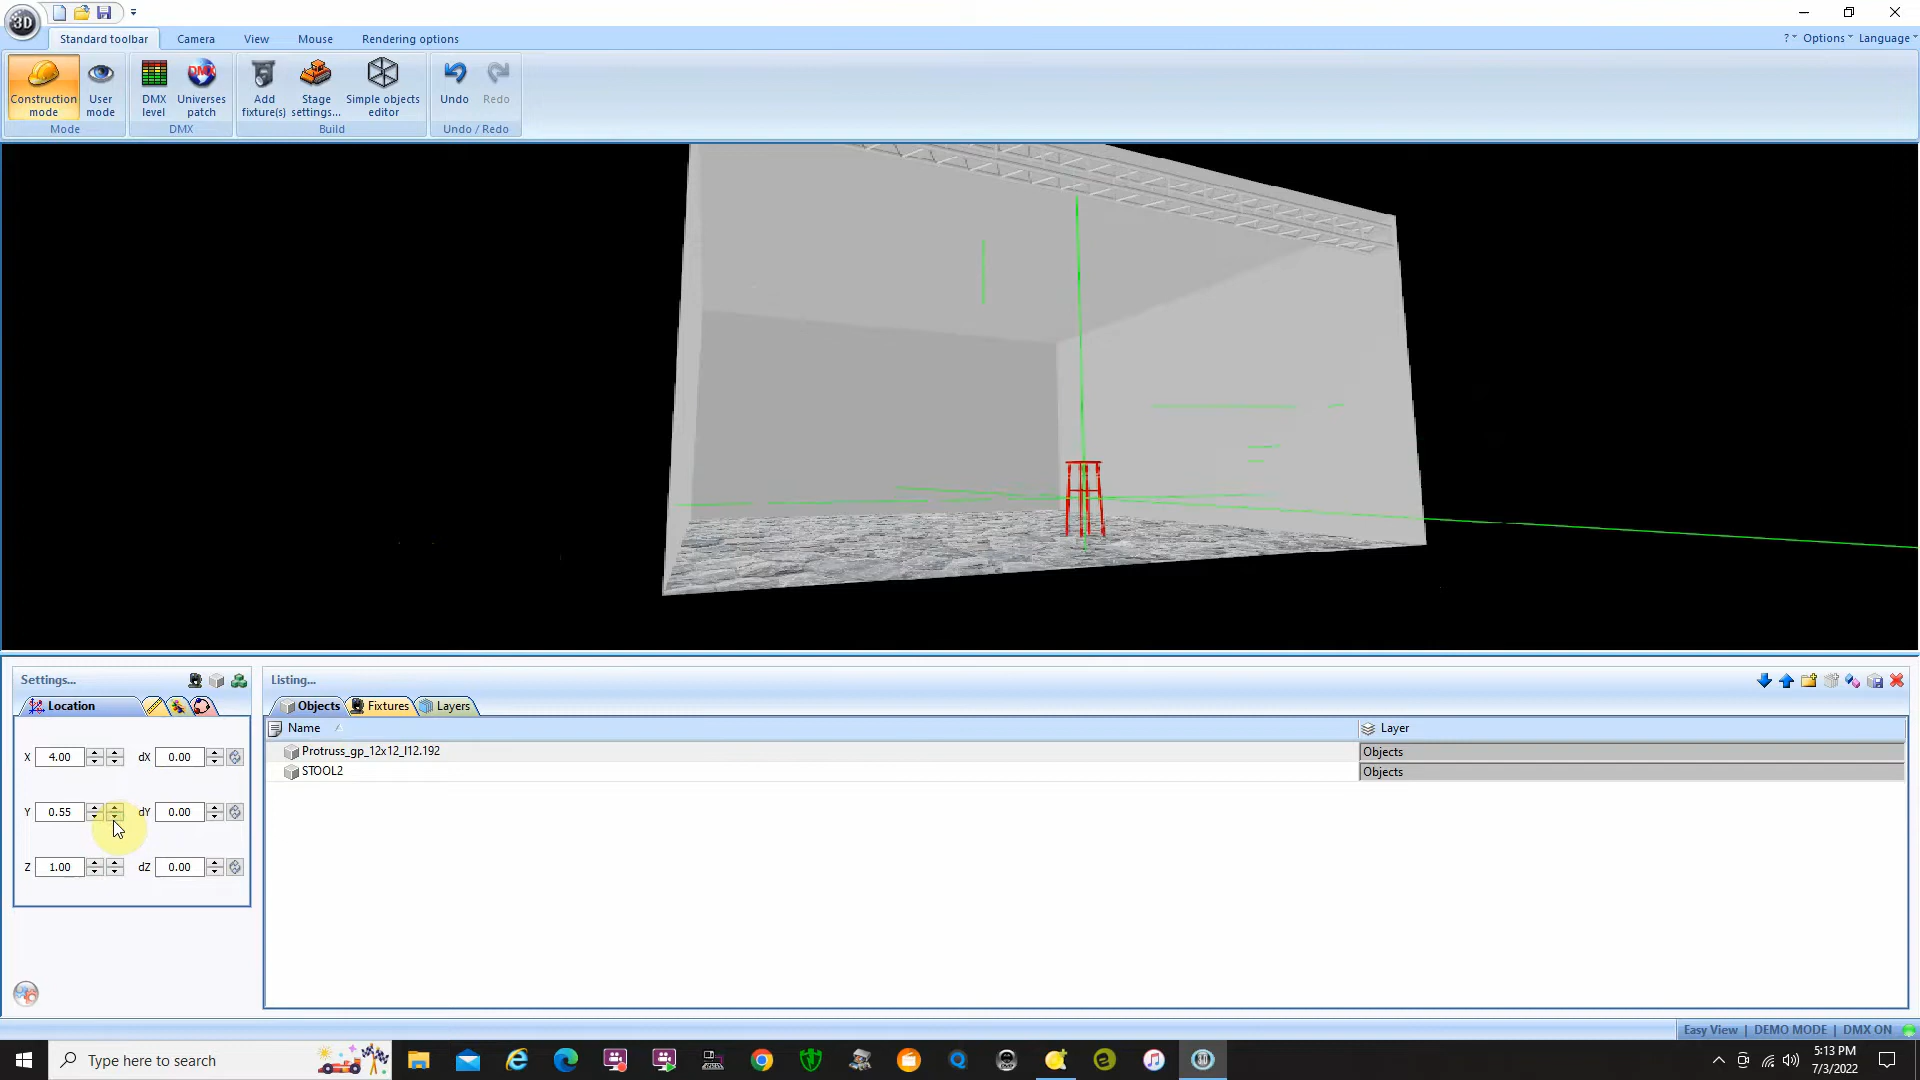 3D
Standard toolbar Camera View Mouse Rendering options
? Options Language
Construction mode
User mode
DMX level
Universes patch
Add fixture(s)
Stage settings...
Simple objects editor
Undo
Redo
Mode DMX Build Undo / Redo
Settings... Listing...
Location Objects Fixtures Layers
Name Layer
Protruss_gp_12x12_l12.192 Objects
STOOL2 Objects
X 4.00 dX 0.00
Y 0.55 dY 0.00
Z 1.00 dZ 0.00
Easy View DEMO MODE DMX ON
Type here to search
5:13 PM
7/3/2022